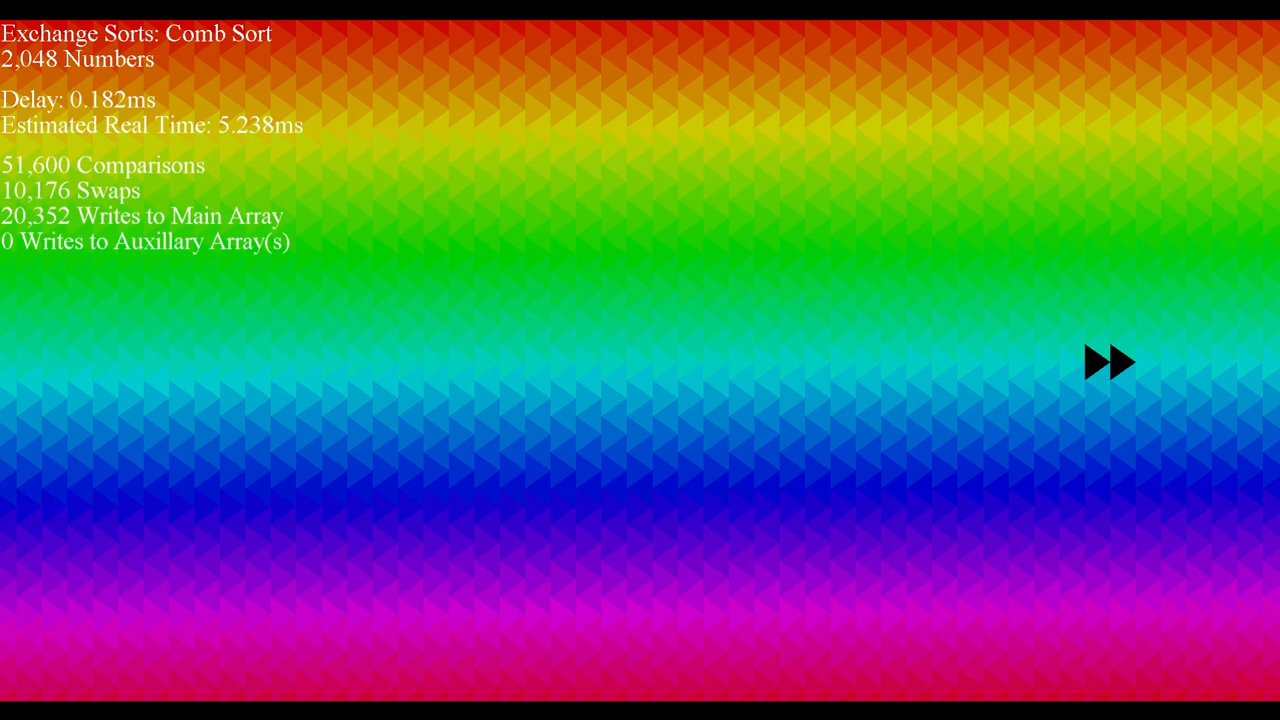 Exchange Sorts: Comb Sort
2,048 Numbers
Delay: 0.182ms
Estimated Real Time: 5.238ms
51,600 Comparisons
10,176 Swaps
20,352 Writes to Main Array
0 Writes to Auxillary Array(s)